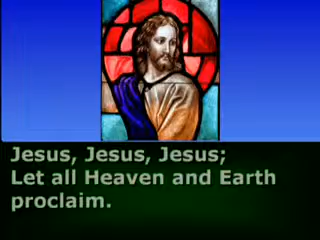 Jesus, Jesus, Jesus;
Let all Heaven and Earth
proclaim.